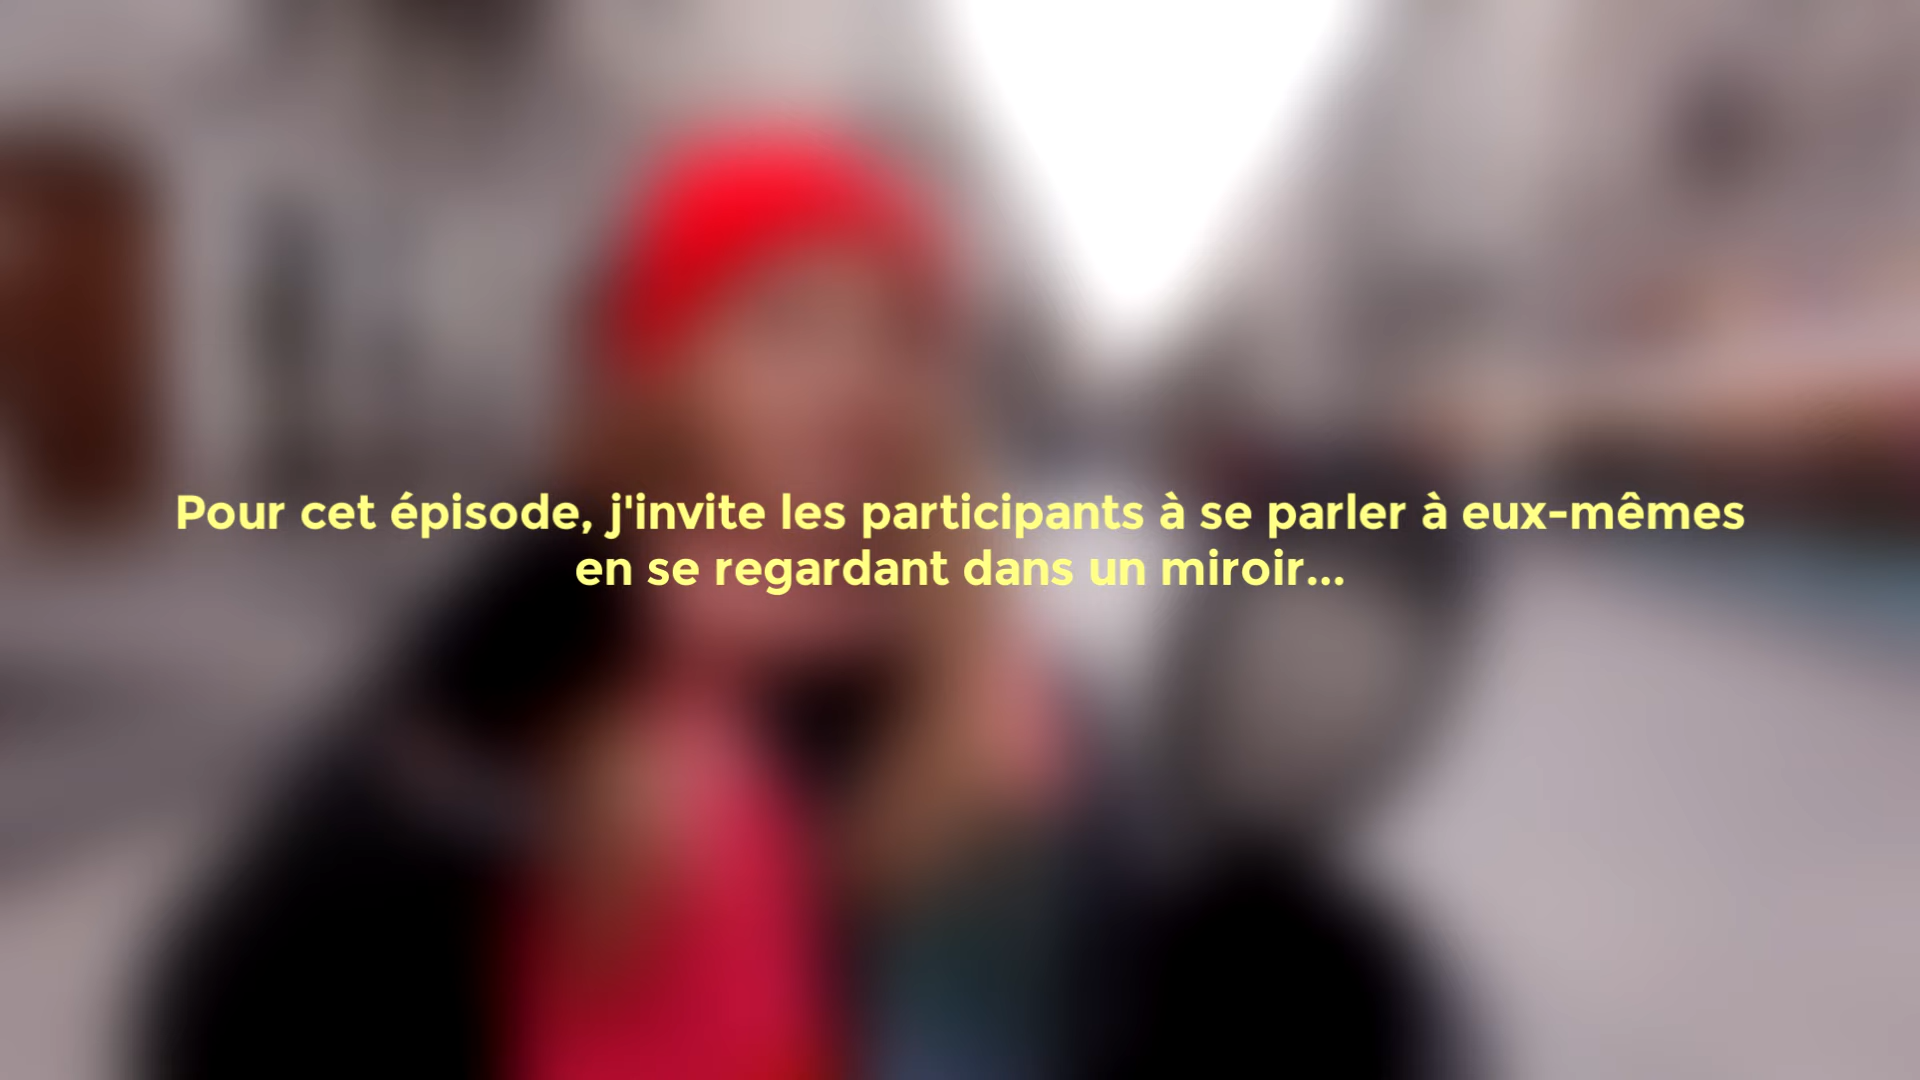 Pour cet épisode, j'invite les participants à se parler à eux-mêmes
en se regardant dans un miroir...